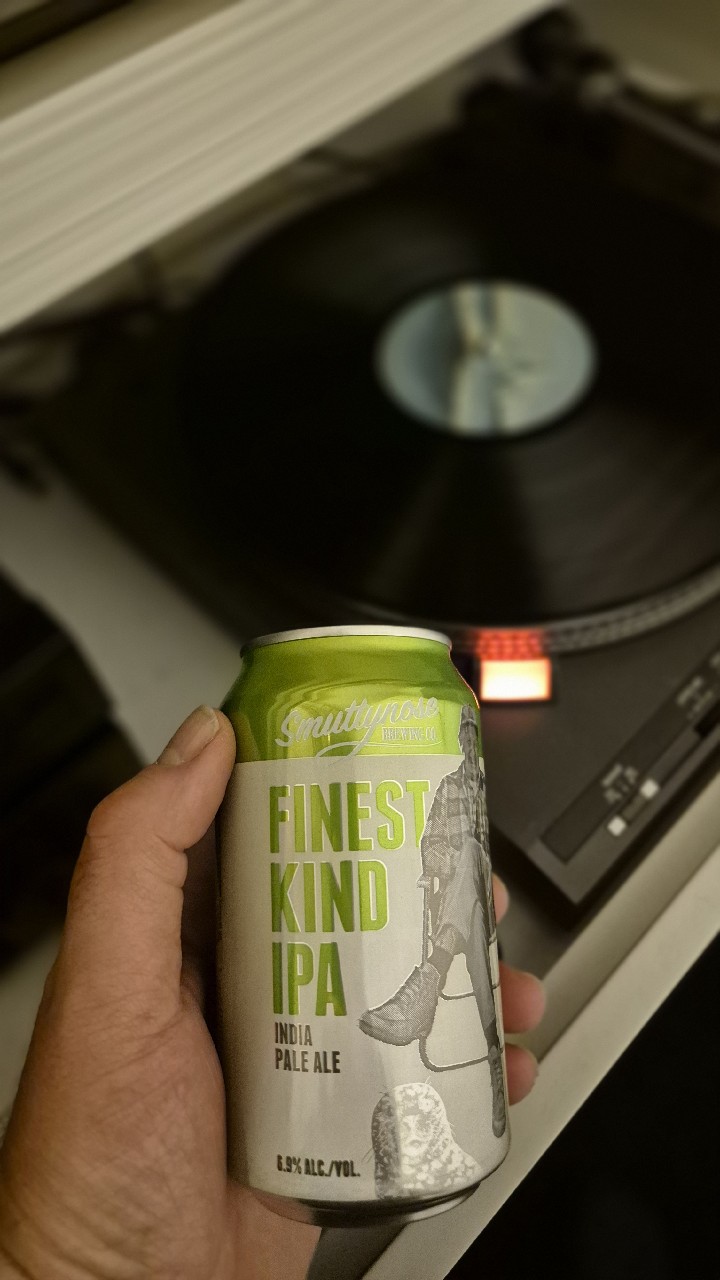 Smuttynose
BREWING CO.
FINEST
KIND
IPA
INDIA
PALE ALE
6.9% ALC./VOL.